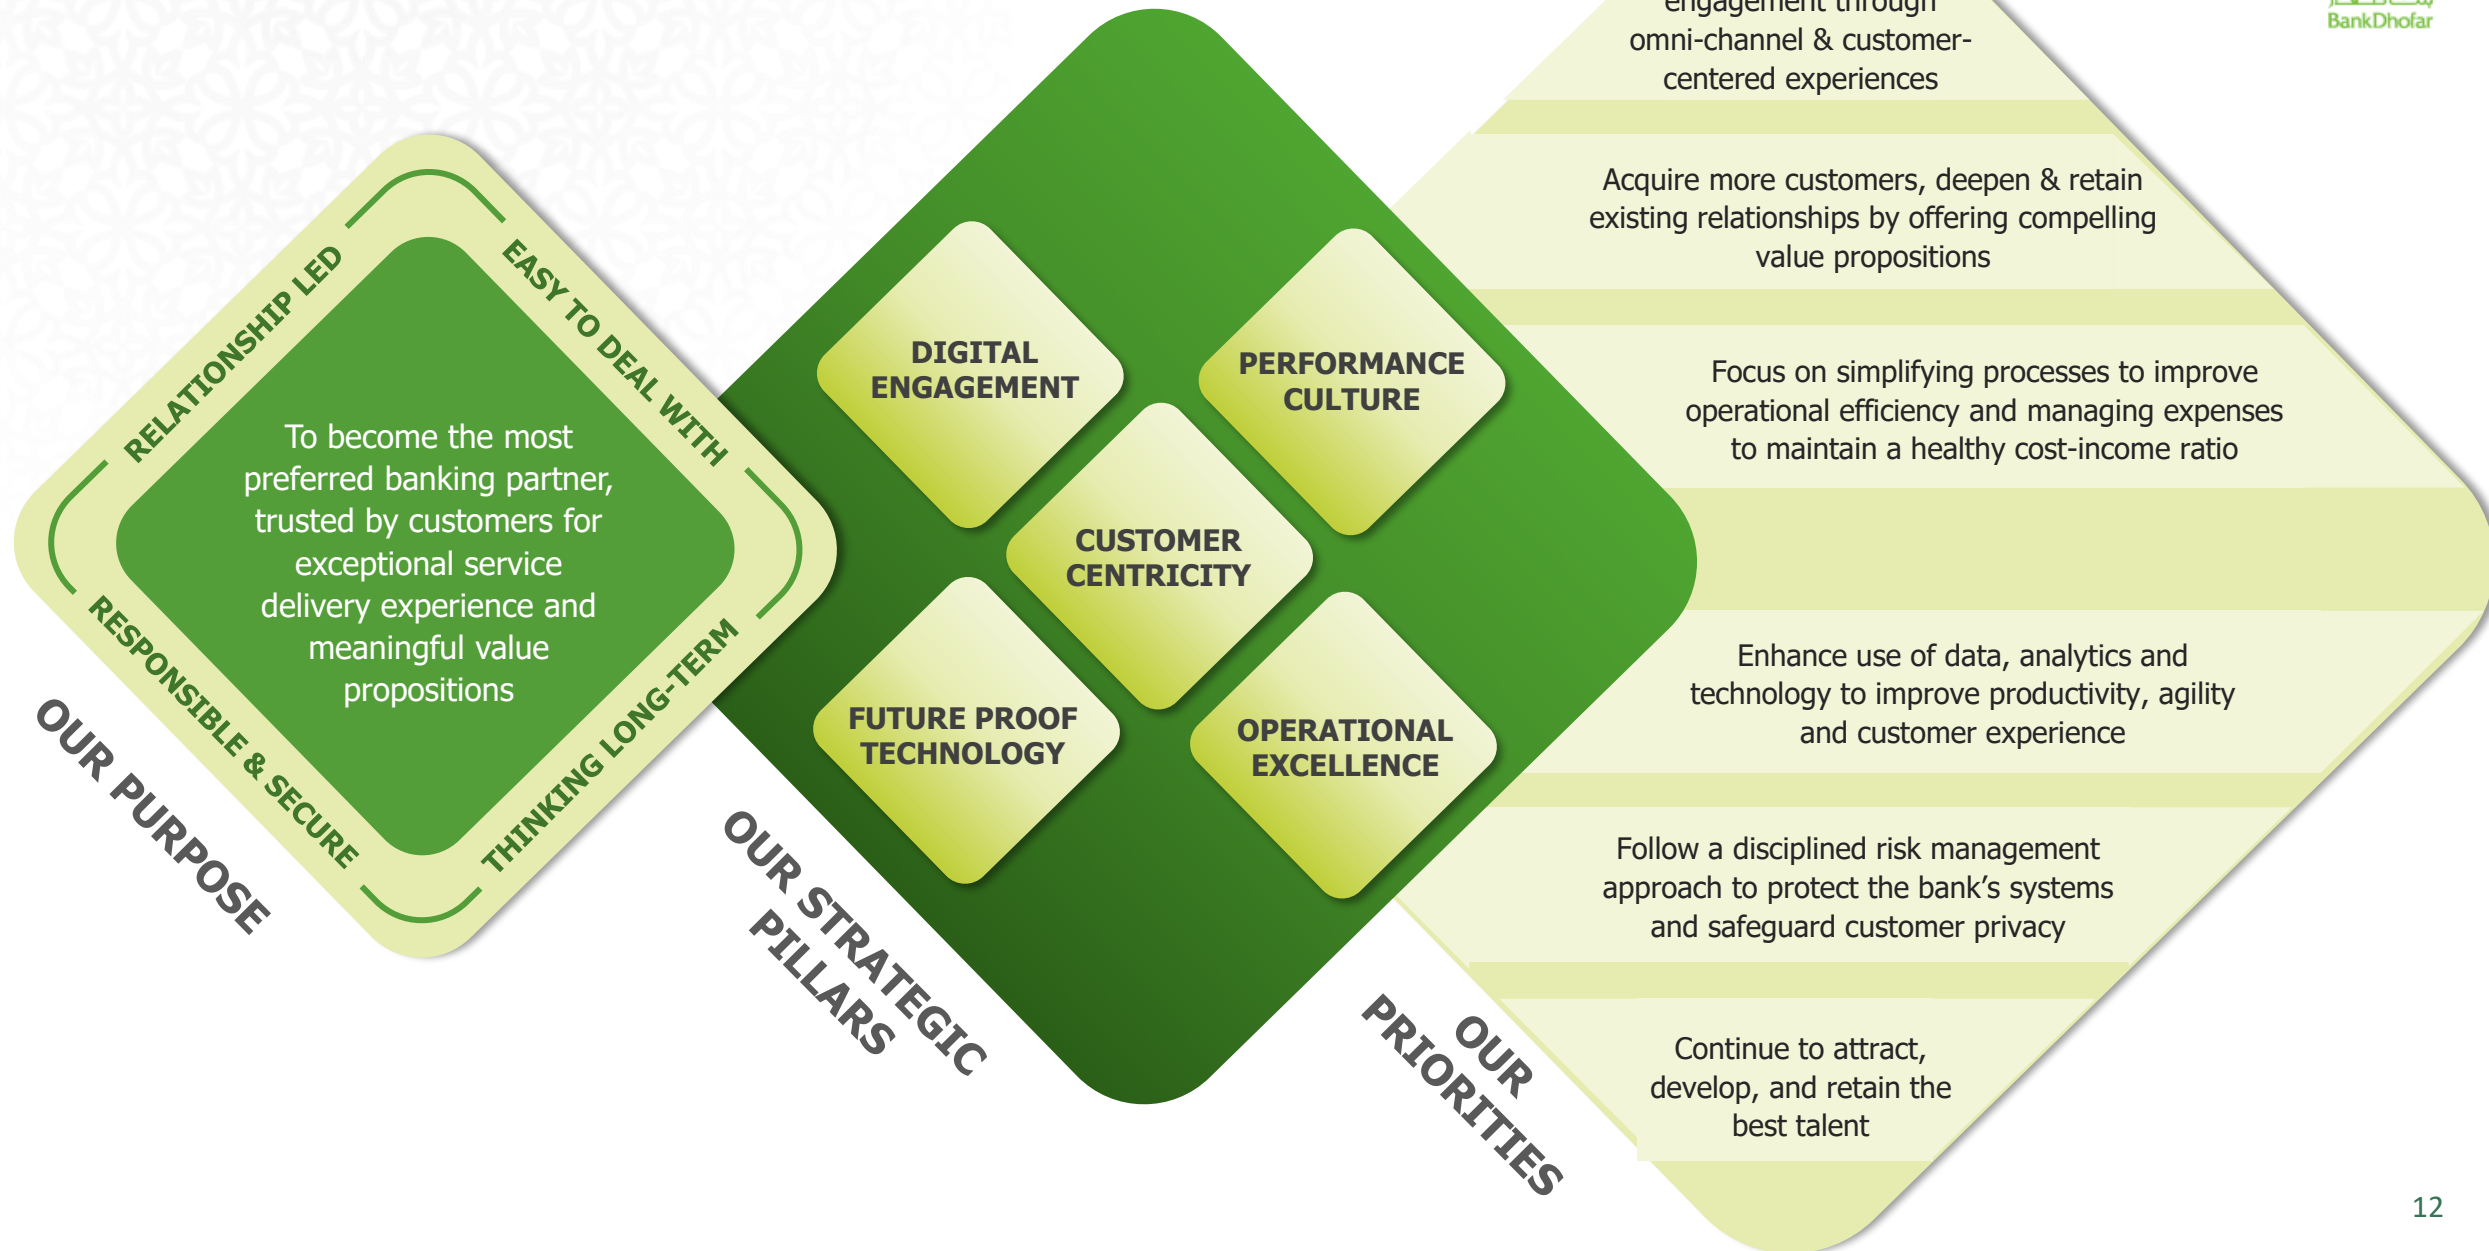 engagement through
omni-channel & customer-
centered experiences
BankDhofar
Acquire more customers, deepen & retain
existing relationships by offering compelling
value propositions
Focus on simplifying processes to improve
operational efficiency and managing expenses
to maintain a healthy cost-income ratio
Enhance use of data, analytics and
technology to improve productivity, agility
and customer experience
Follow a disciplined risk management
approach to protect the bank’s systems
and safeguard customer privacy
Continue to attract,
develop, and retain the
best talent
OUR
PRIORITIES
DIGITAL
ENGAGEMENT
PERFORMANCE
CULTURE
CUSTOMER
CENTRICITY
FUTURE PROOF
TECHNOLOGY
OPERATIONAL
EXCELLENCE
OUR STRATEGIC
PILLARS
RELATIONSHIP LED
EASY TO DEAL WITH
To become the most
preferred banking partner,
trusted by customers for
exceptional service
delivery experience and
meaningful value
propositions
RESPONSIBLE & SECURE
THINKING LONG-TERM
OUR PURPOSE
12